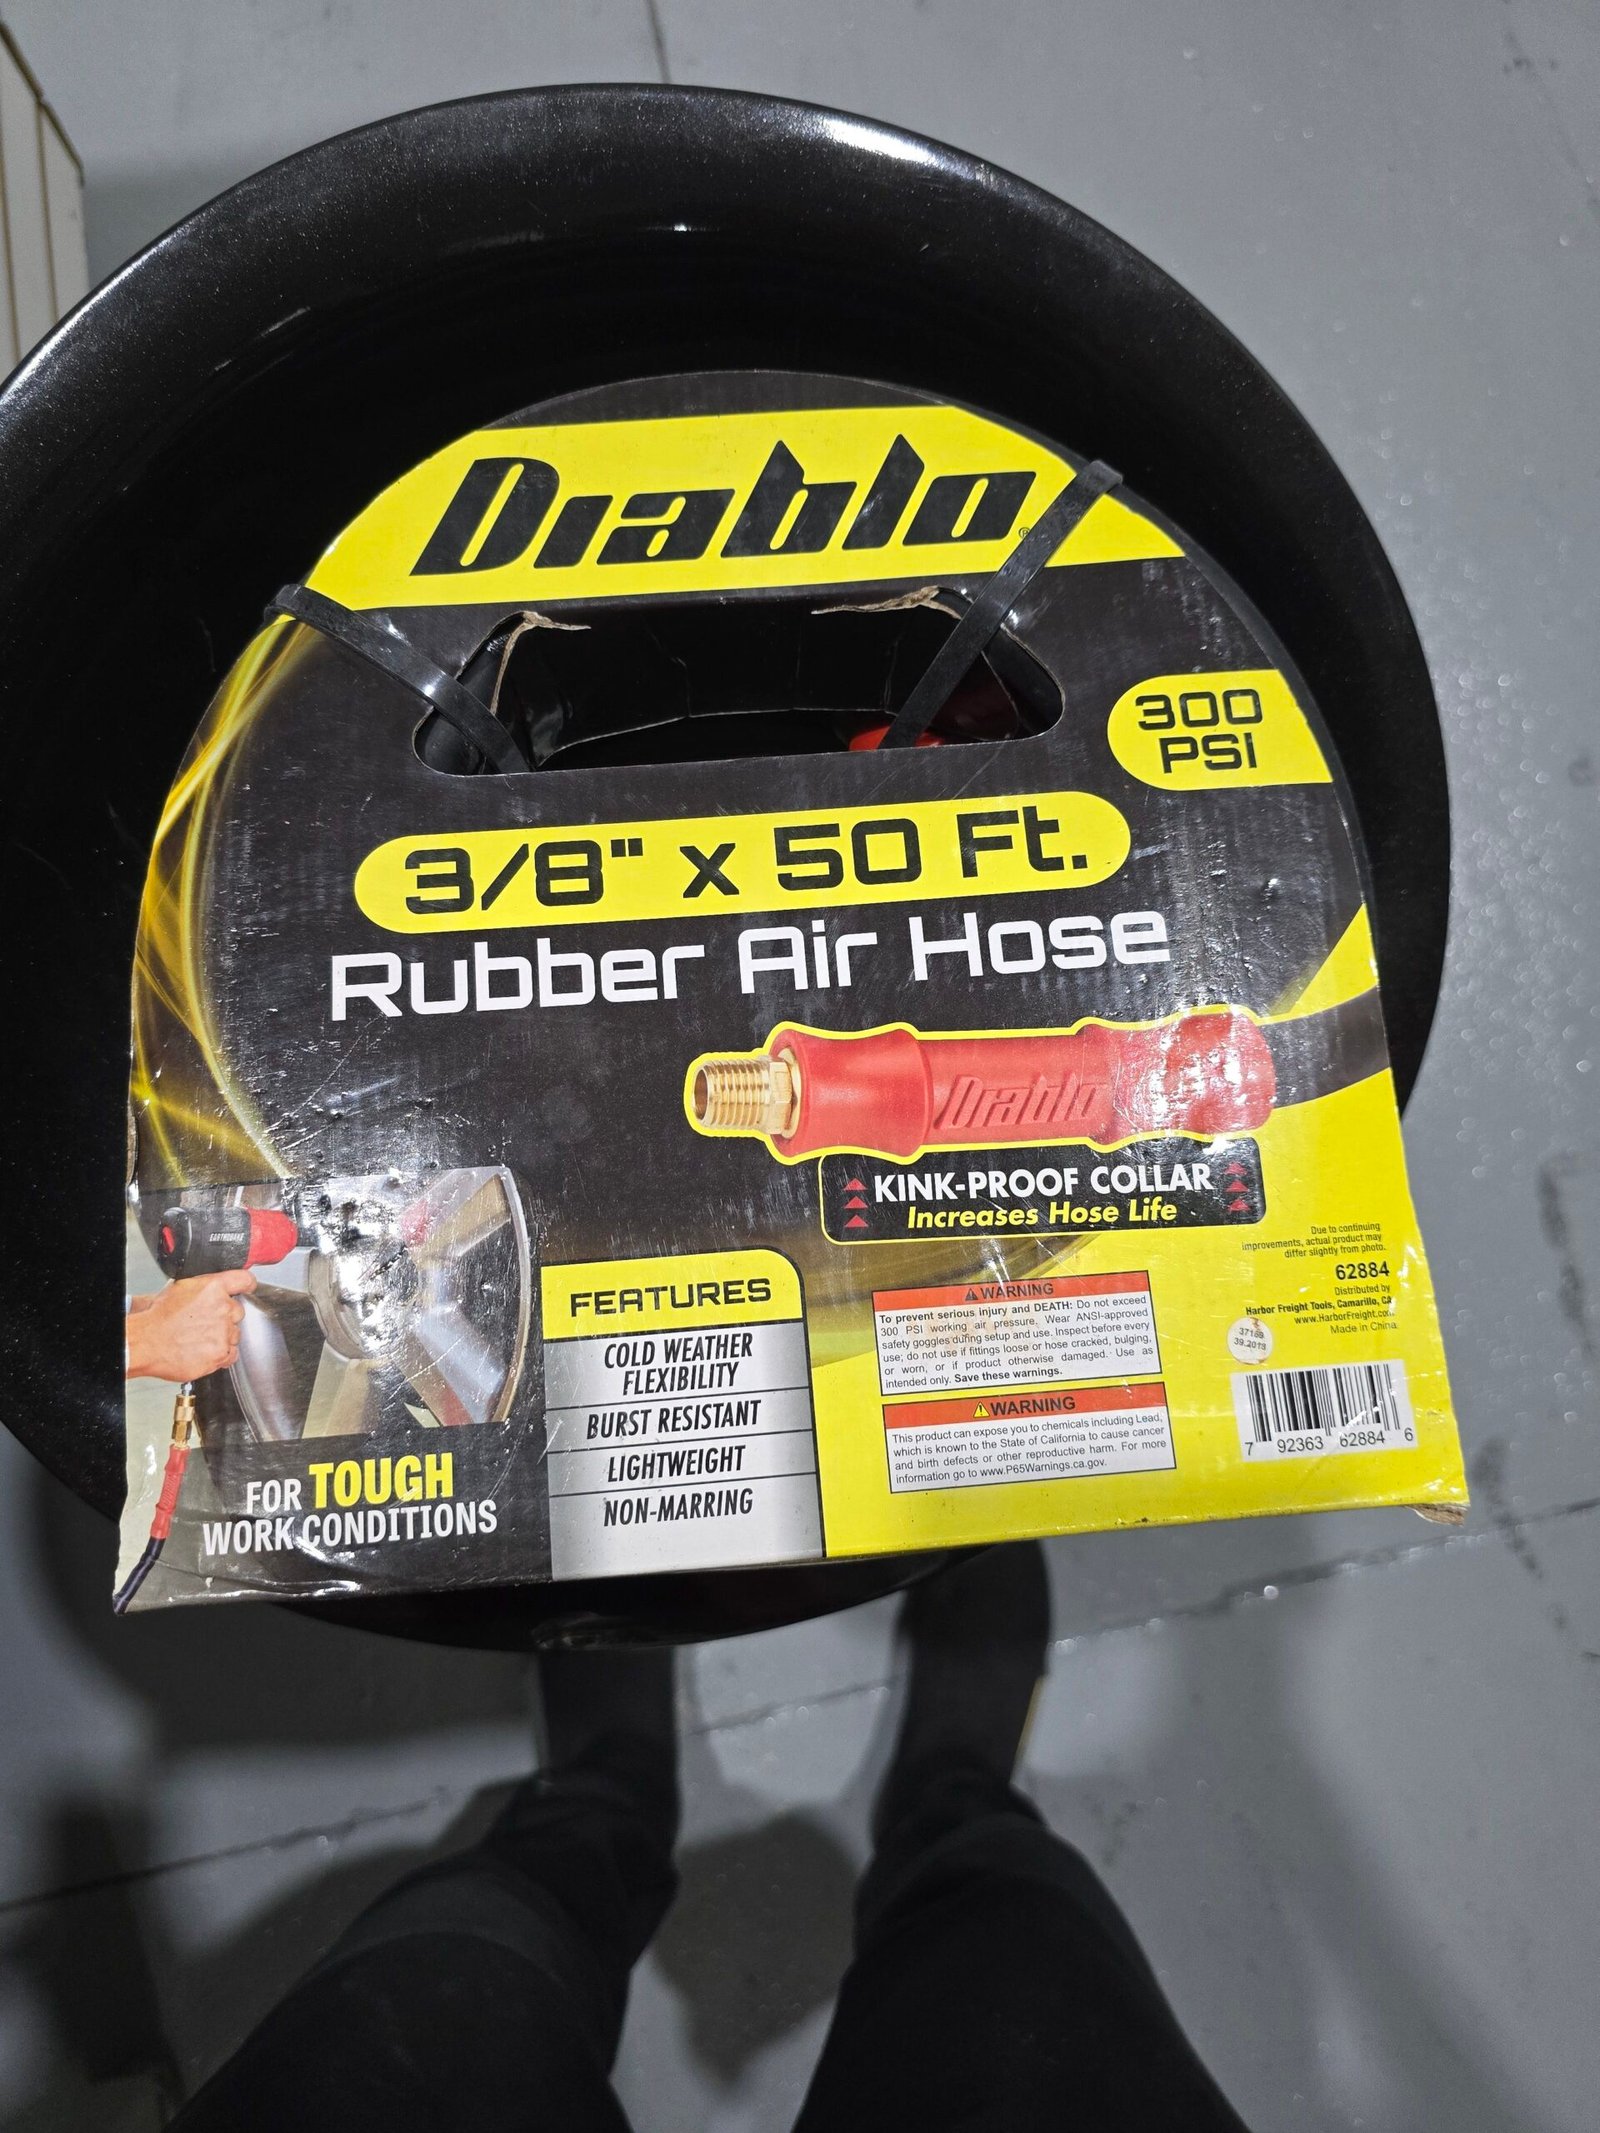 Diablo®
300
PSI
3/8" x 50 Ft.
Rubber Air Hose
Diablo
KINK-PROOF COLLAR
Increases Hose Life
EARTHQUAKE
FOR TOUGH
WORK CONDITIONS
FEATURES
COLD WEATHER
FLEXIBILITY
BURST RESISTANT
LIGHTWEIGHT
NON-MARRING
WARNING
To prevent serious injury and DEATH: Do not exceed
300 PSI working air pressure. Wear ANSI-approved
safety goggles during setup and use. Inspect before every
use; do not use if fittings loose or hose cracked, bulging,
or worn, or if product otherwise damaged. Use as
intended only. Save these warnings.
WARNING
This product can expose you to chemicals including Lead,
which is known to the State of California to cause cancer
and birth defects or other reproductive harm. For more
information go to www.P65Warnings.ca.gov.
Due to continuing
improvements, actual product may
differ slightly from photo.
62884
Distributed by
Harbor Freight Tools, Camarillo, CA
www.HarborFreight.com
Made in China
39.2018
7 92363 62884 6